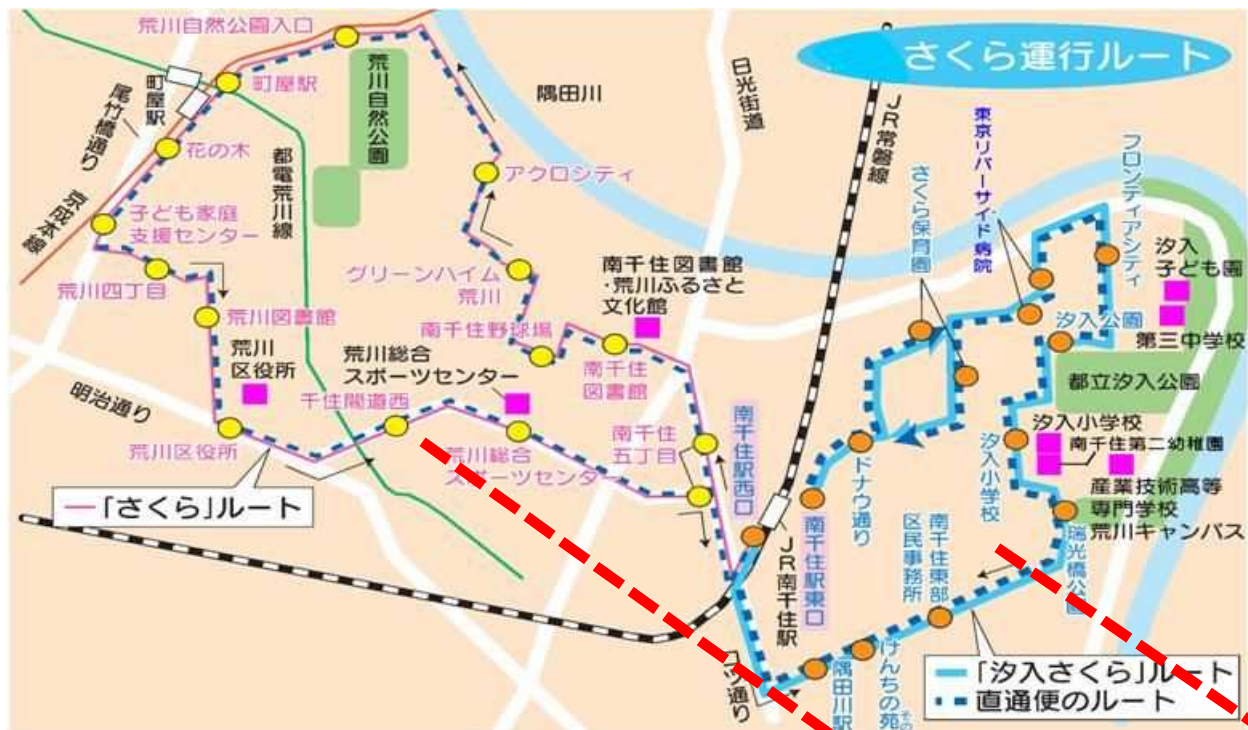 さくら運行ルート
荒川自然公園入口
町屋駅
町屋駅
尾竹橋通り
京成本線
花の木
子ども家庭
支援センター
荒川四丁目
荒川図書館
荒川
区役所
荒川区役所
明治通り
都電荒川線
荒川自然公園
隅田川
日光街道
アクロシティ
グリーンハイム
荒川
南千住野球場
南千住図書館
・荒川ふるさと
文化館
南千住
図書館
荒川総合
スポーツセンター
千住間道西
荒川総合
スポーツセンター
南千住
五丁目
「さくら」ルート
JR常磐線
南千住駅西口
JR南千住駅
南千住駅東口
ドナウ通り
さくら保育園
東京リバーサイド病院
フロンティアシティ
汐入
子ども園
第三中学校
汐入公園
都立汐入公園
汐入小学校
汐入小学校
南千住第二幼稚園
産業技術高等
専門学校
荒川キャンパス
瑞光橋公園
南千住東部
区民事務所
けんちの苑
隅田川駅
「汐入さくら」ルート
直通便のルート